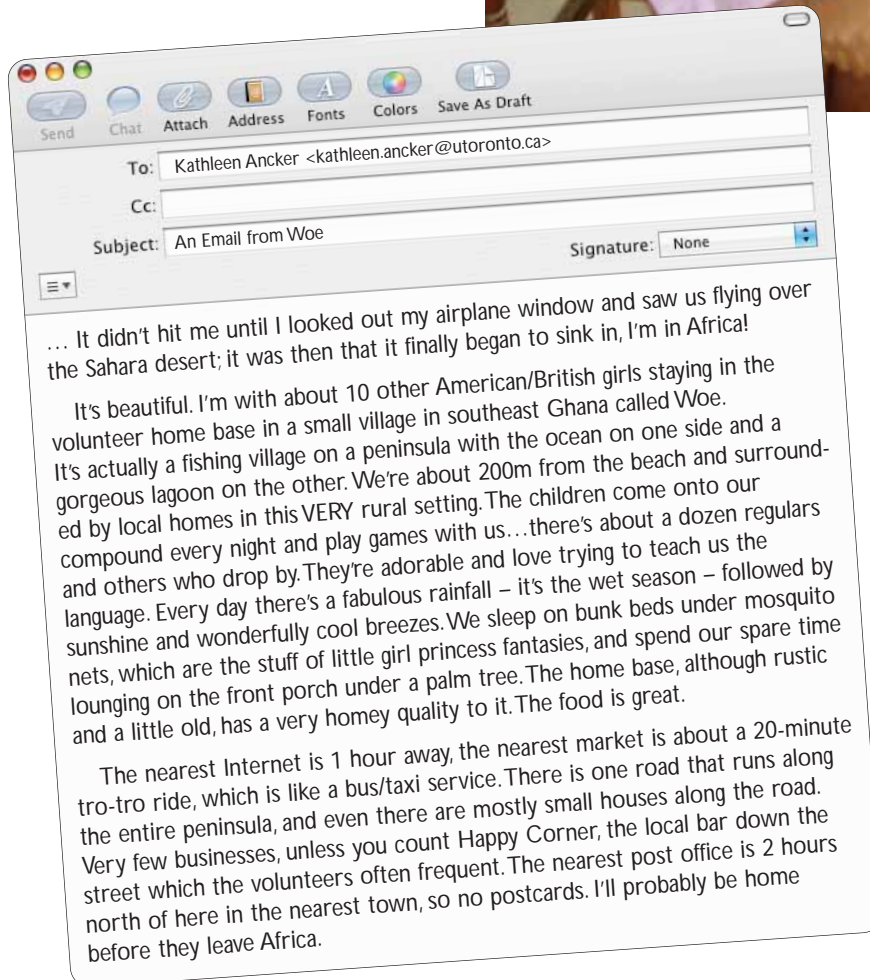 Send Chat Attach Address Fonts Colors Save As Draft
To: Kathleen Ancker <kathleen.ancker@utoronto.ca>
Cc:
Subject: An Email from Woe
Signature: None
… It didn't hit me until I looked out my airplane window and saw us flying over
the Sahara desert; it was then that it finally began to sink in, I'm in Africa!
It's beautiful. I'm with about 10 other American/British girls staying in the
volunteer home base in a small village in southeast Ghana called Woe.
It's actually a fishing village on a peninsula with the ocean on one side and a
gorgeous lagoon on the other. We're about 200m from the beach and surround-
ed by local homes in this VERY rural setting. The children come onto our
compound every night and play games with us…there's about a dozen regulars
and others who drop by. They're adorable and love trying to teach us the
language. Every day there's a fabulous rainfall – it's the wet season – followed by
sunshine and wonderfully cool breezes. We sleep on bunk beds under mosquito
nets, which are the stuff of little girl princess fantasies, and spend our spare time
lounging on the front porch under a palm tree. The home base, although rustic
and a little old, has a very homey quality to it. The food is great.
The nearest Internet is 1 hour away, the nearest market is about a 20-minute
tro-tro ride, which is like a bus/taxi service. There is one road that runs along
the entire peninsula, and even there are mostly small houses along the road.
Very few businesses, unless you count Happy Corner, the local bar down the
street which the volunteers often frequent. The nearest post office is 2 hours
north of here in the nearest town, so no postcards. I'll probably be home
before they leave Africa.